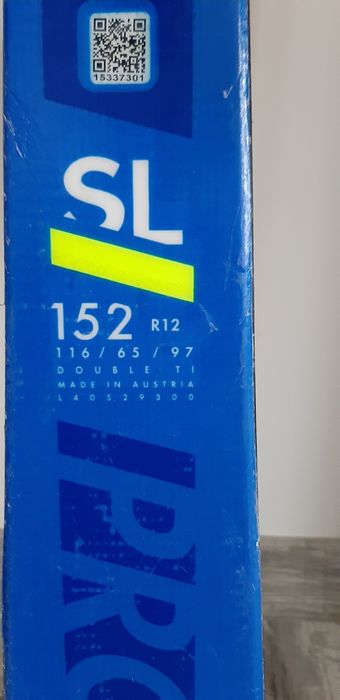 15337301
SL
152 R12
116 / 65 / 97
DOUBLE TI
MADE IN AUSTRIA
L40529300
PRO